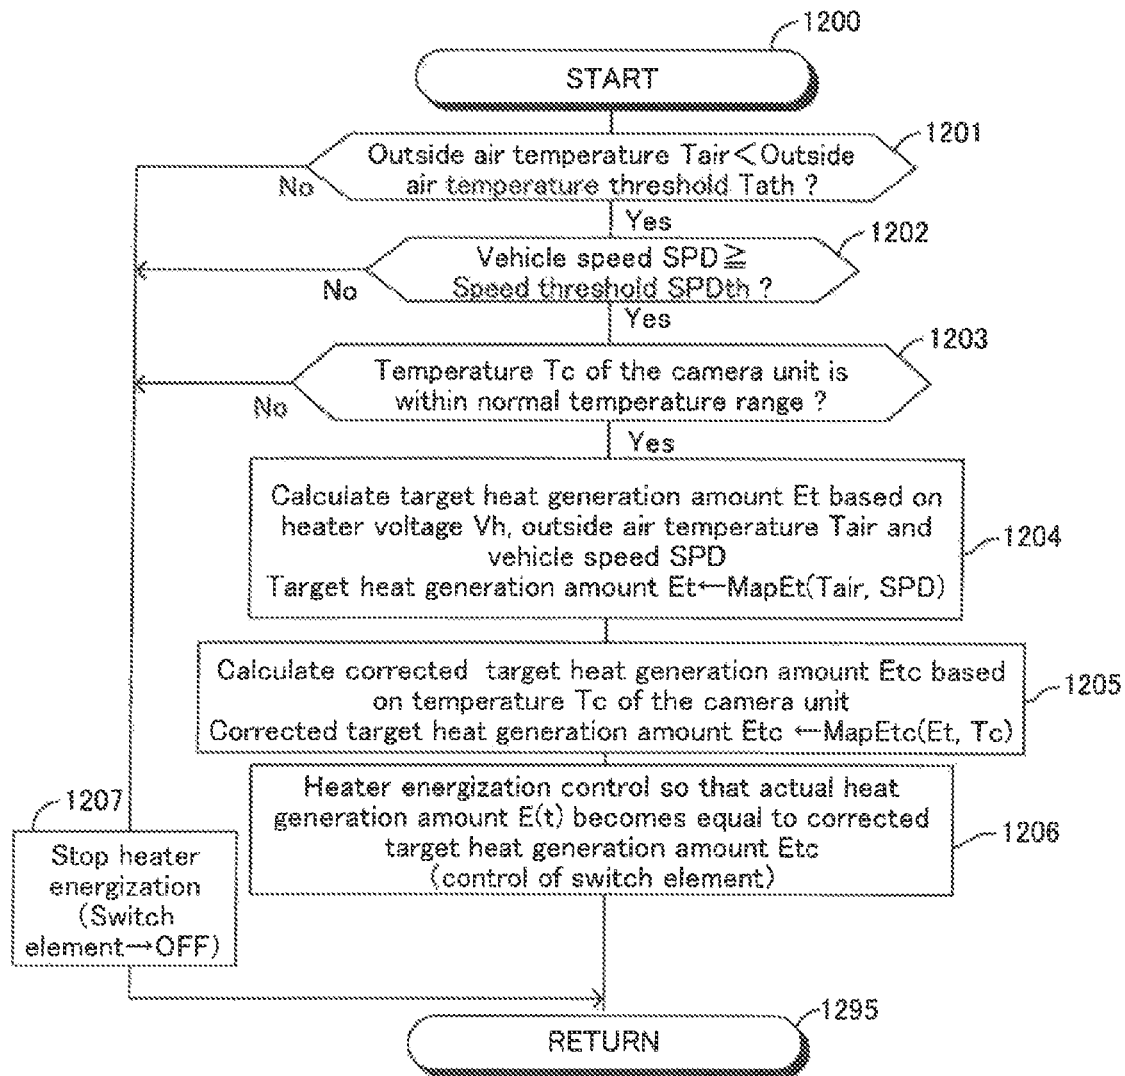 1200
START
1201
Outside air temperature Tair<Outside
air temperature threshold Tath ?
No
Yes
1202
Vehicle speed SPD≧
Speed threshold SPDth ?
No
Yes
1203
Temperature Tc of the camera unit is
within normal temperature range ?
No
Yes
Calculate target heat generation amount Et based on
heater voltage Vh, outside air temperature Tair and
vehicle speed SPD
Target heat generation amount Et←MapEt(Tair, SPD)
1204
Calculate corrected target heat generation amount Etc based
on temperature Tc of the camera unit
Corrected target heat generation amount Etc ←MapEtc(Et, Tc)
1205
Heater energization control so that actual heat
generation amount E(t) becomes equal to corrected
target heat generation amount Etc
(control of switch element)
1206
1207
Stop heater
energization
(Switch
element→OFF)
1295
RETURN